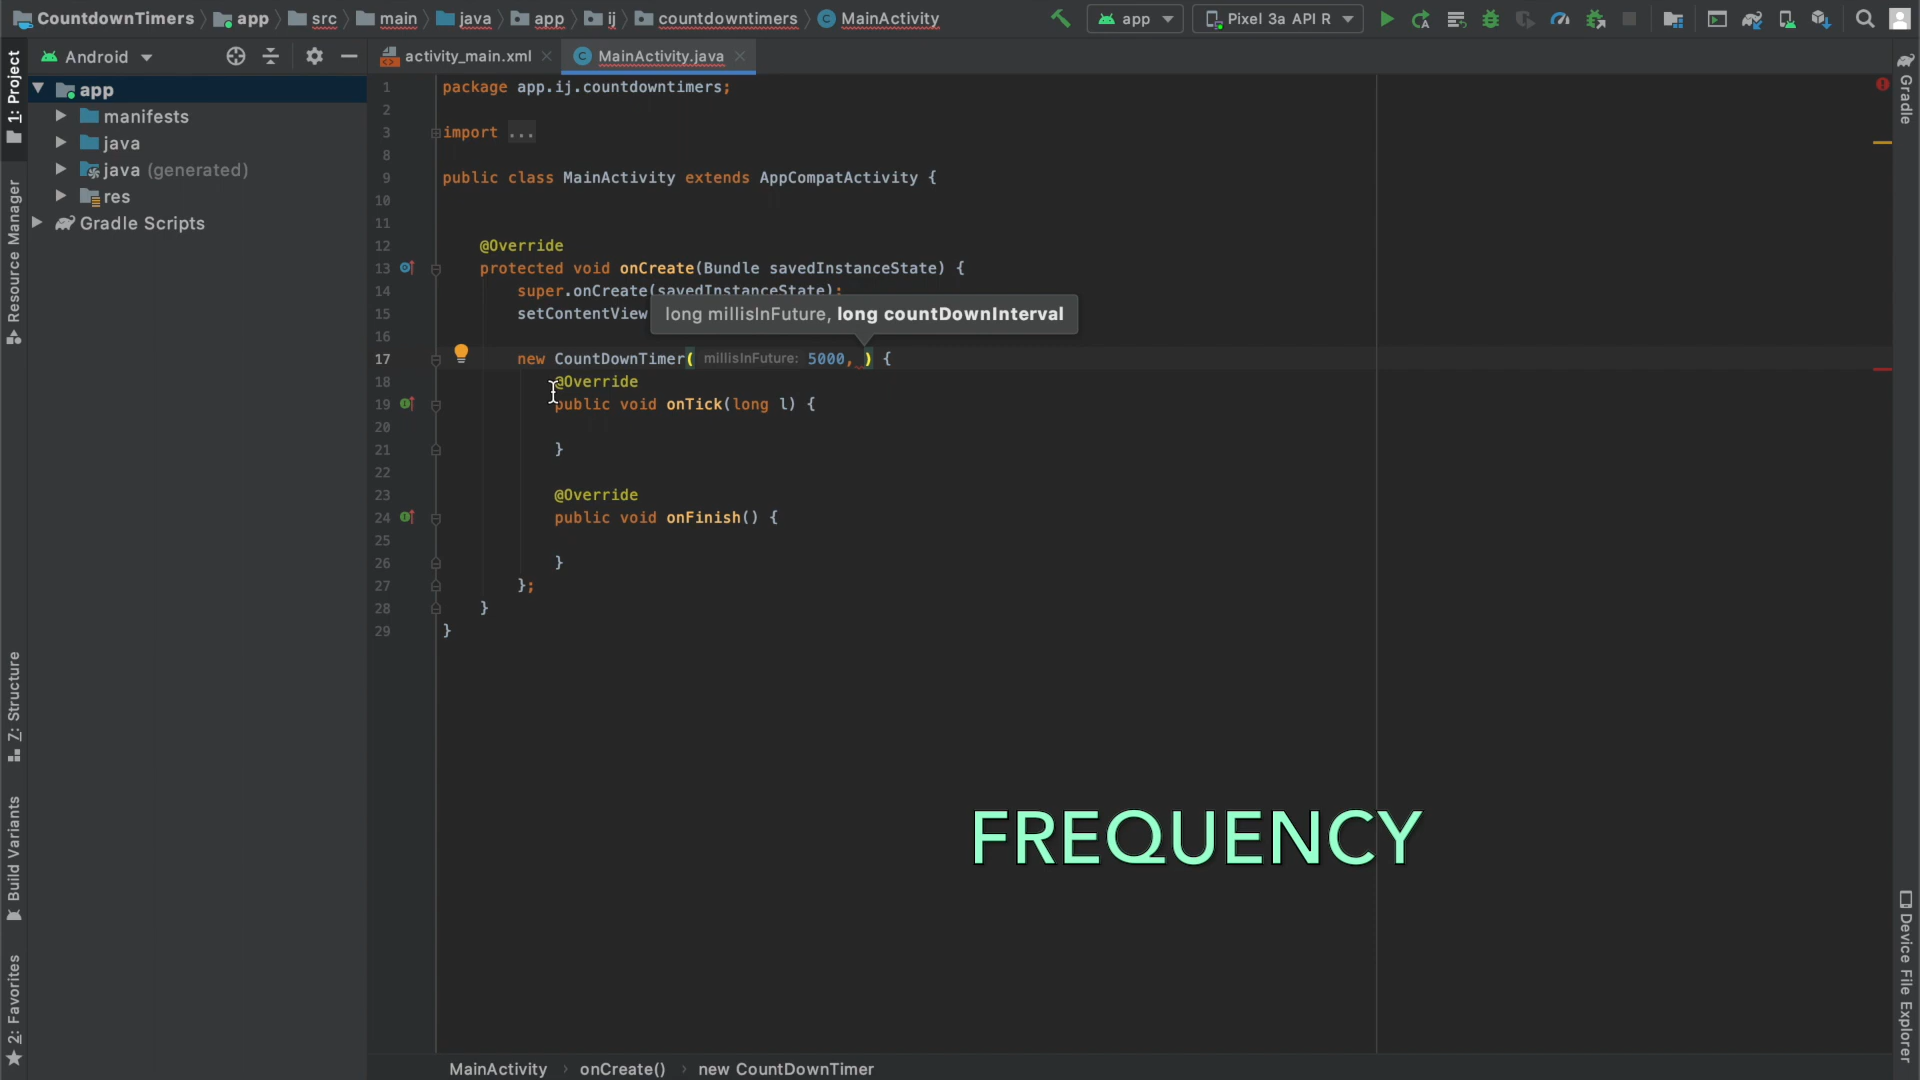 CountdownTimers app src main java app ij countdowntimers MainActivity app Pixel 3a API R
Android
activity_main.xml MainActivity.java
1: Project
Resource Manager
Z: Structure
Build Variants
2: Favorites
app
manifests
java
java (generated)
res
Gradle Scripts
1 package app.ij.countdowntimers;
2
3 import ...
8
9 public class MainActivity extends AppCompatActivity {
10
11
12 @Override
13 protected void onCreate(Bundle savedInstanceState) {
14 super.onCreate(savedInstanceState);
15 setContentView
long millisInFuture, long countDownInterval
16
17 new CountDownTimer( millisInFuture: 5000, ) {
18 @Override
19 public void onTick(long l) {
20
21 }
22
23 @Override
24 public void onFinish() {
25
26 }
27 };
28 }
29 }
FREQUENCY
MainActivity › onCreate() › new CountDownTimer
Gradle
Device File Explorer